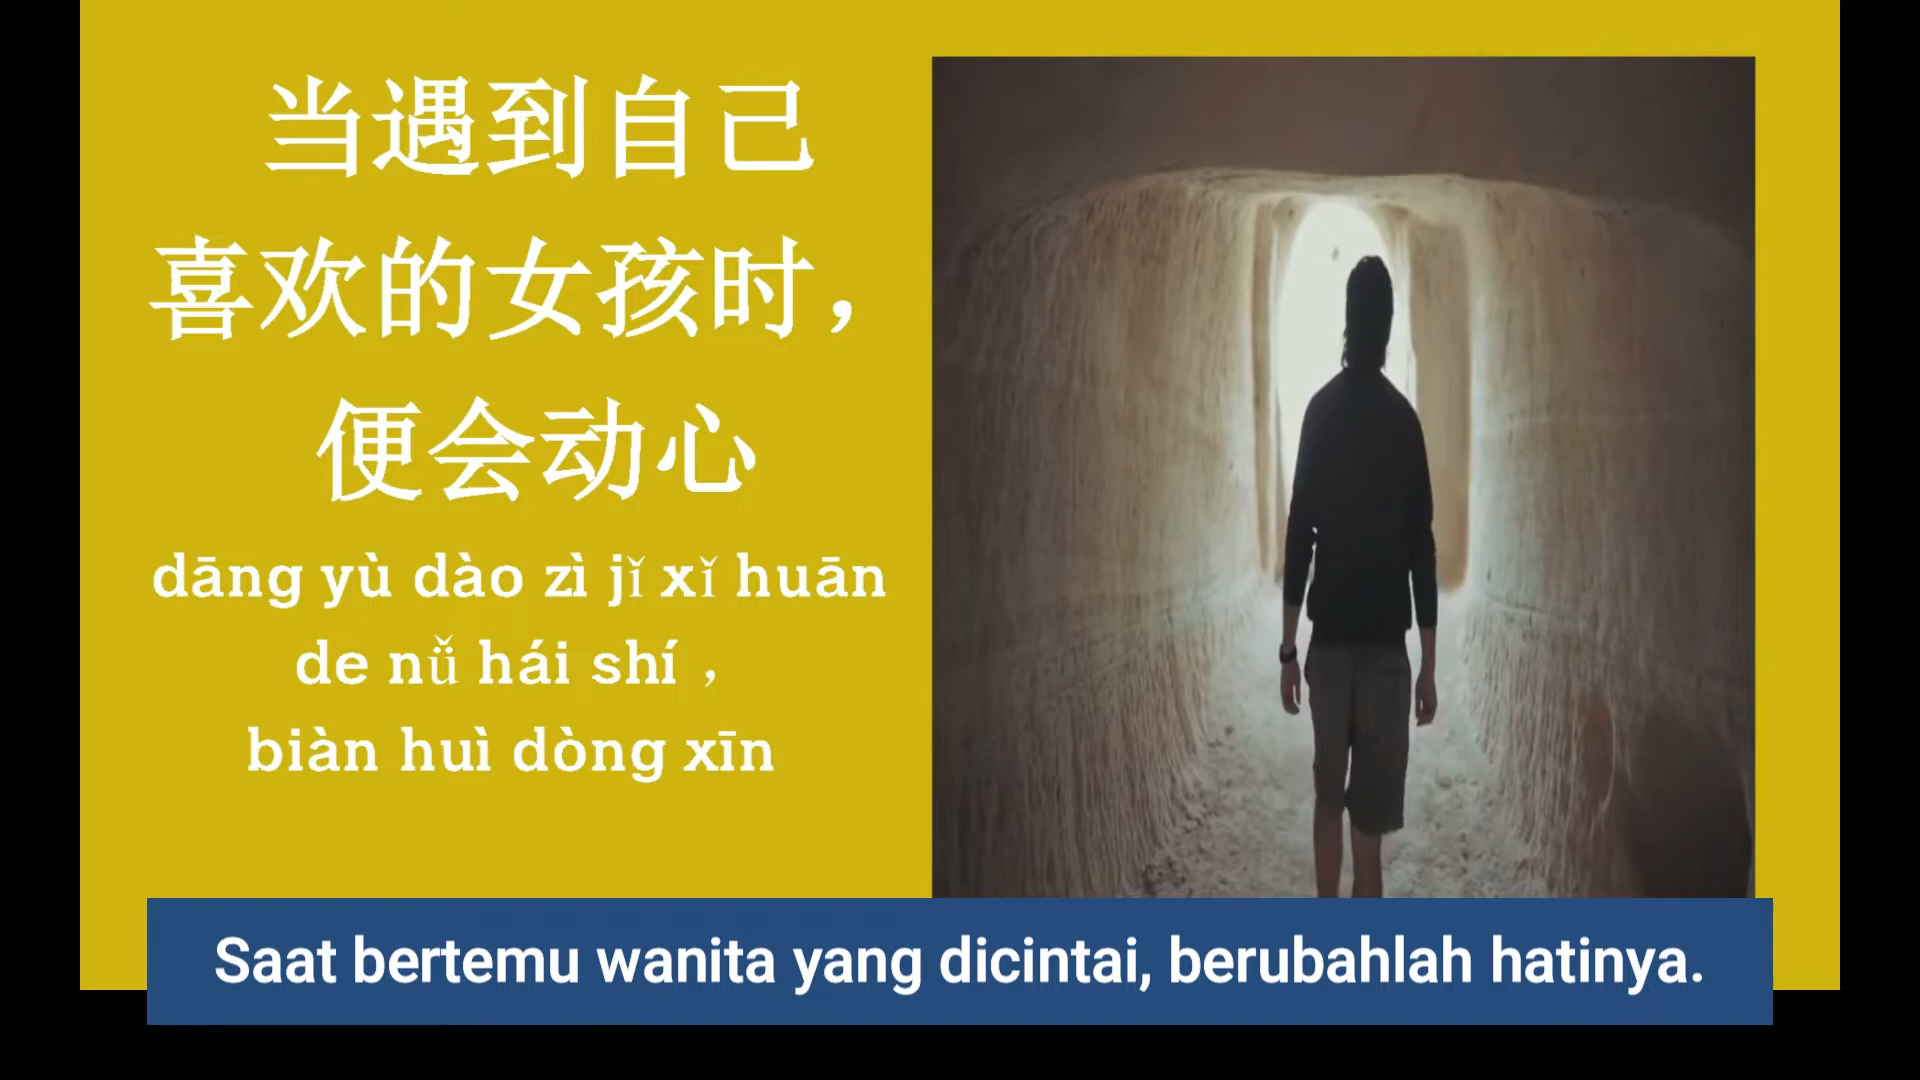 当遇到自己
喜欢的女孩时，
便会动心
dāng yù dào zì jǐ xǐ huān
de nǚ hái shí ，
biàn huì dòng xīn
Saat bertemu wanita yang dicintai, berubahlah hatinya.